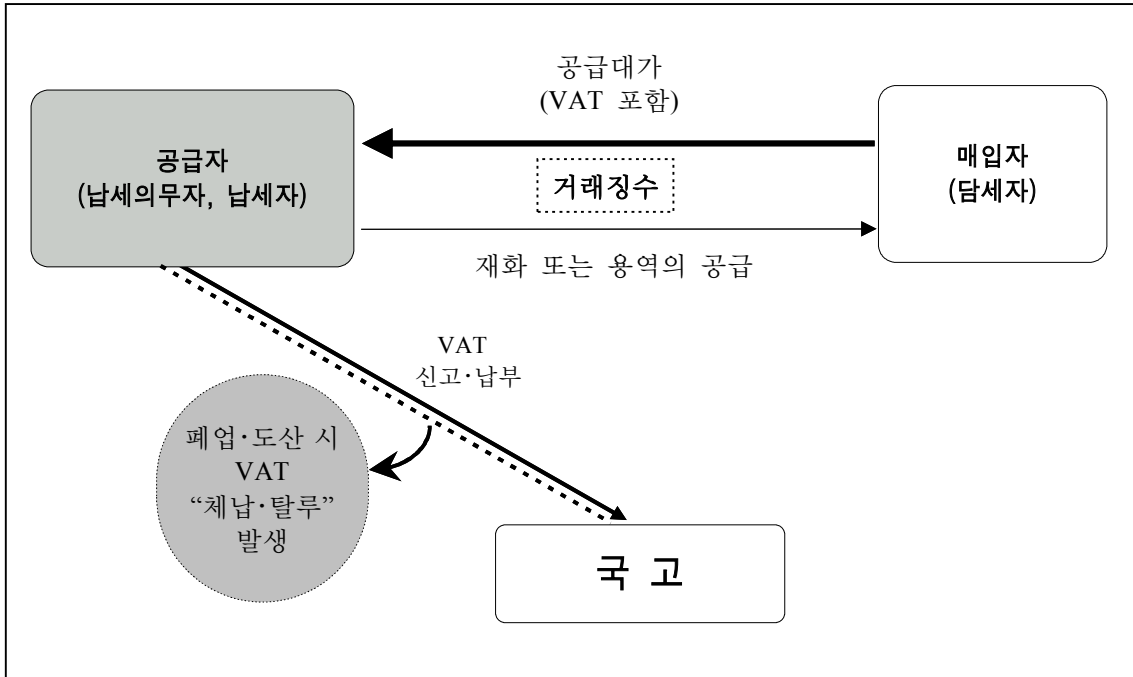 공급대가
(VAT 포함)
공급자
(납세의무자, 납세자)
매입자
(담세자)
거래징수
재화 또는 용역의 공급
VAT
신고·납부
폐업·도산 시
VAT
“체납·탈루”
발생
국 고